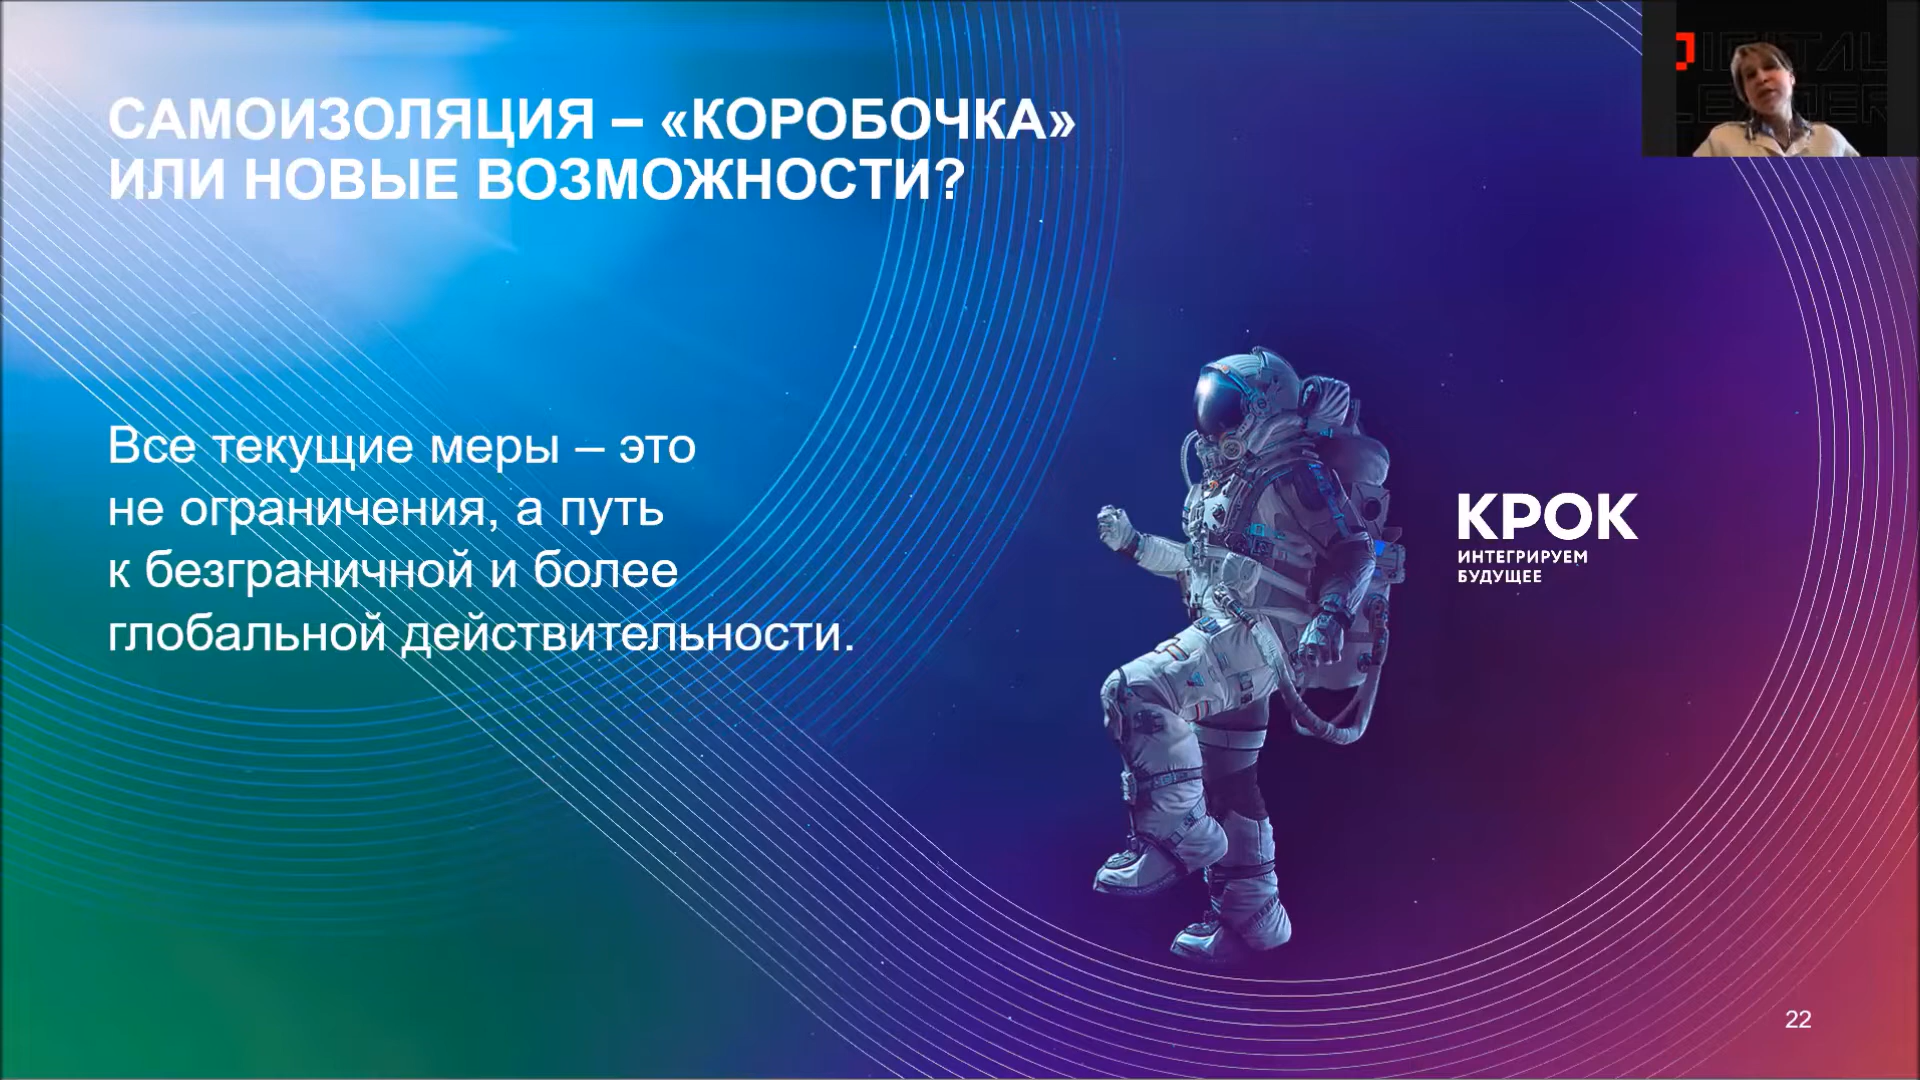 САМОИЗОЛЯЦИЯ – «КОРОБОЧКА»
ИЛИ НОВЫЕ ВОЗМОЖНОСТИ?
Все текущие меры – это
не ограничения, а путь
к безграничной и более
глобальной действительности.
КРОК
ИНТЕГРИРУЕМ
БУДУЩЕЕ
22